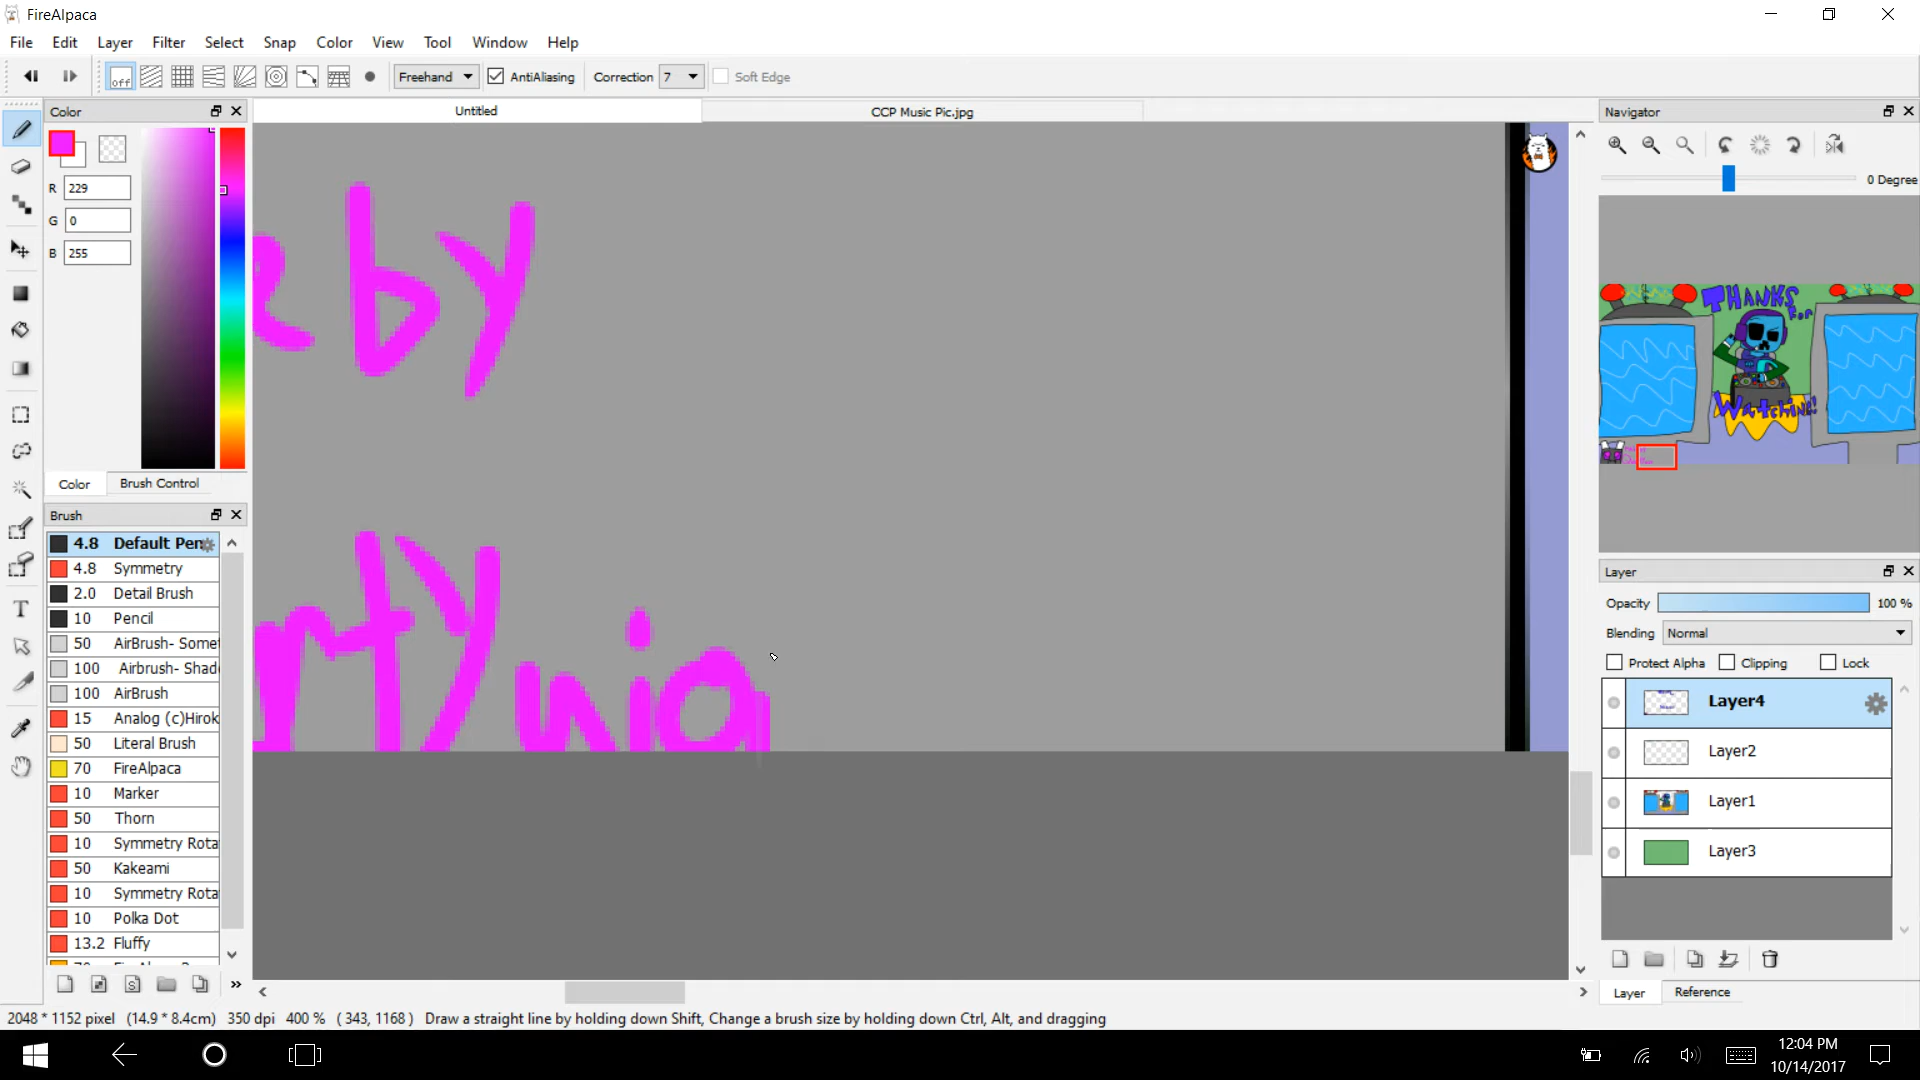 FireAlpaca
File Edit Layer Filter Select Snap Color View Tool Window Help
off Freehand AntiAliasing Correction 7 Soft Edge
Color
Untitled
CCP Music Pic.jpg
Navigator
R 229
G 0
B 255
0 Degree
by
THANKS
For
Watching!
Color Brush Control
Brush
4.8 Default Pen
4.8 Symmetry
2.0 Detail Brush
10 Pencil
50 AirBrush- Somet
100 Airbrush- Shad
100 AirBrush
15 Analog (c)Hirok
50 Literal Brush
70 FireAlpaca
10 Marker
50 Thorn
10 Symmetry Rota
50 Kakeami
10 Symmetry Rota
10 Polka Dot
13.2 Fluffy
Layer
Opacity 100 %
Blending Normal
Protect Alpha Clipping Lock
Layer4
Layer2
Layer1
Layer3
Layer Reference
2048 * 1152 pixel (14.9 * 8.4cm) 350 dpi 400 % ( 343, 1168 ) Draw a straight line by holding down Shift, Change a brush size by holding down Ctrl, Alt, and dragging
12:04 PM
10/14/2017